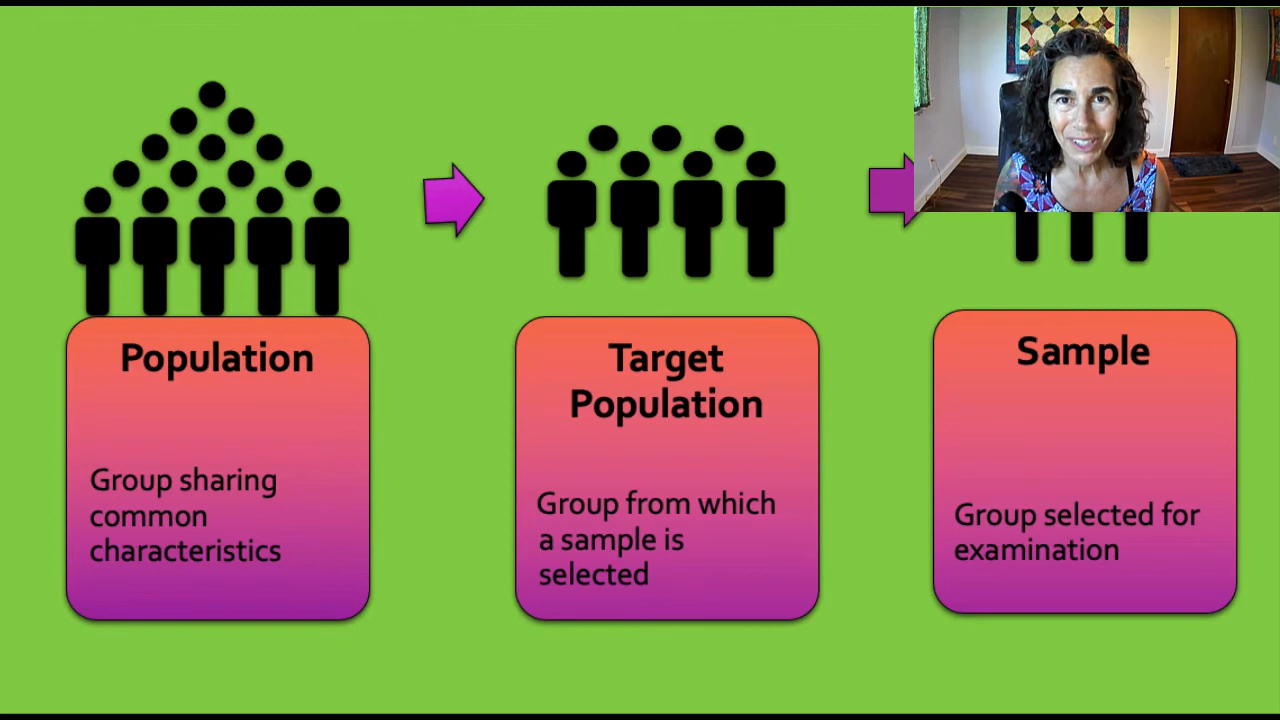 Population
Group sharing
common
characteristics
Target
Population
Group from which
a sample is
selected
Sample
Group selected for
examination